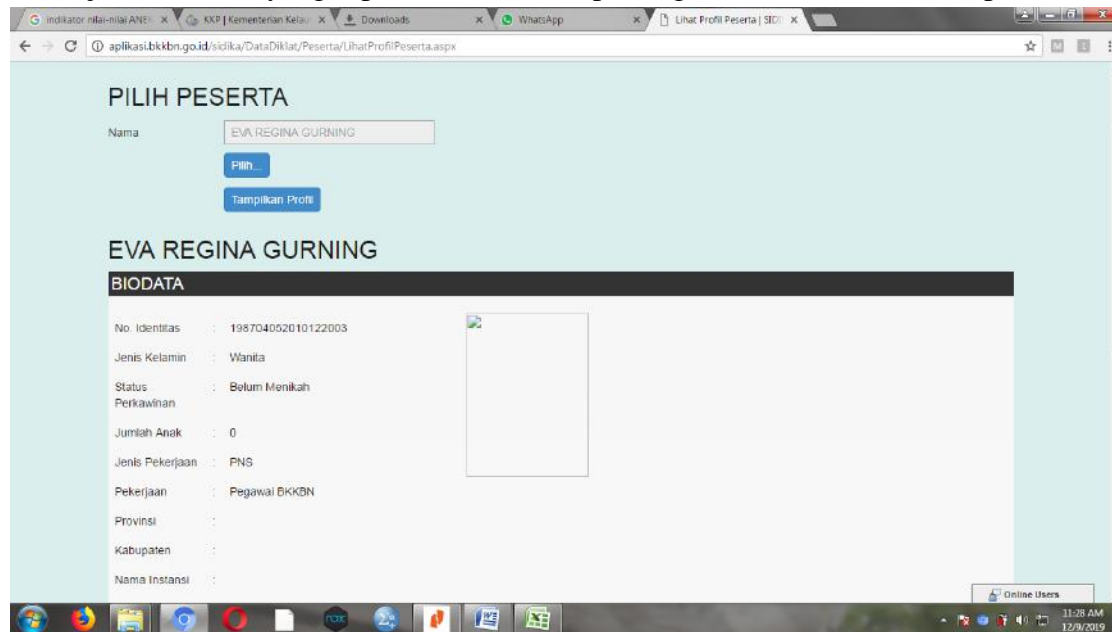 indikator nilai-nilai ANE
KKP | Kementerian Kelau
Downloads
WhatsApp
Lihat Profil Peserta | SIDI
aplikasi.bkkbn.go.id/sidika/DataDiklat/Peserta/LihatProfilPeserta.aspx
PILIH PESERTA
Nama EVA REGINA GURNING
Pilih...
Tampilkan Profil
EVA REGINA GURNING
BIODATA
No. Identitas : 198704052010122003
Jenis Kelamin : Wanita
Status Perkawinan : Belum Menikah
Jumlah Anak : 0
Jenis Pekerjaan : PNS
Pekerjaan : Pegawai BKKBN
Provinsi :
Kabupaten :
Nama Instansi :
Online Users
11:28 AM
12/9/2019